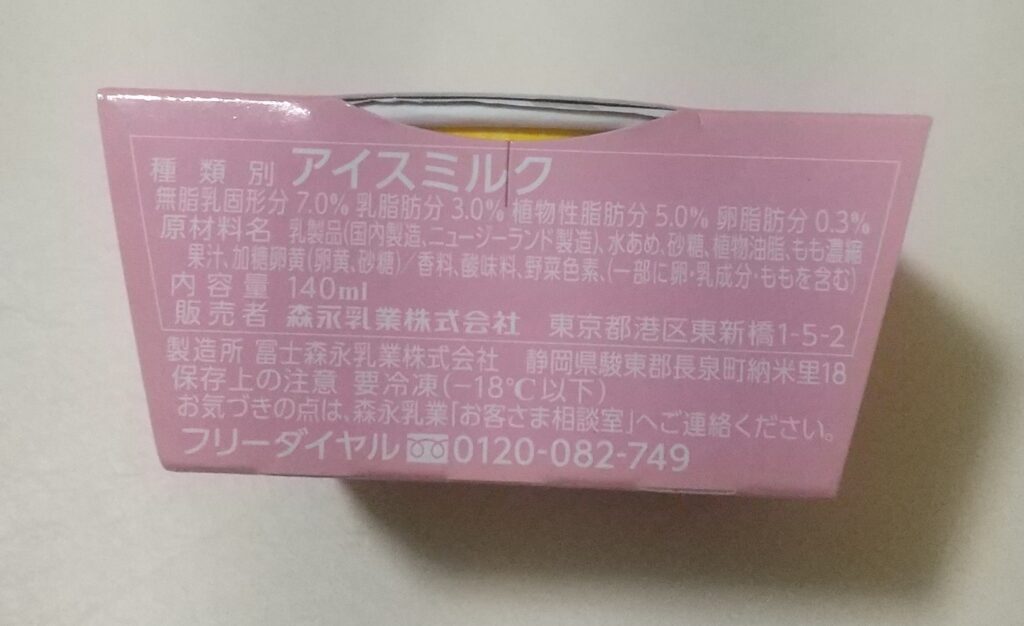 種類別 アイスミルク
無脂乳固形分 7.0% 乳脂肪分 3.0% 植物性脂肪分 5.0% 卵脂肪分 0.3%
原材料名 乳製品(国内製造、ニュージーランド製造)、水あめ、砂糖、植物油脂、もも濃縮
果汁、加糖卵黄(卵黄、砂糖)/香料、酸味料、野菜色素、(一部に卵・乳成分・ももを含む)
内容量 140ml
販売者 森永乳業株式会社 東京都港区東新橋1-5-2
製造所 冨士森永乳業株式会社 静岡県駿東郡長泉町納米里18
保存上の注意 要冷凍(-18℃以下)
お気づきの点は、森永乳業「お客さま相談室」へご連絡ください。
フリーダイヤル 0120-082-749